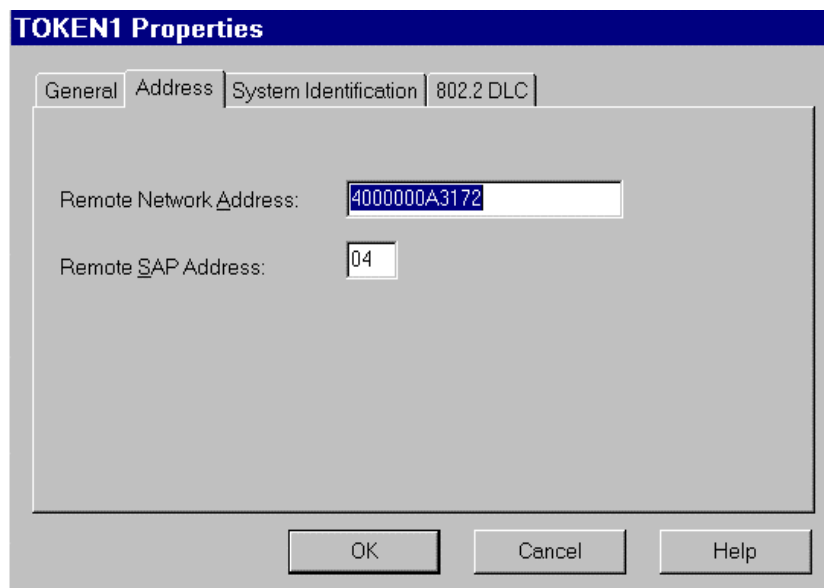 TOKEN1 Properties
General Address System Identification 802.2 DLC
Remote Network Address: 4000000A3172
Remote SAP Address: 04
OK Cancel Help